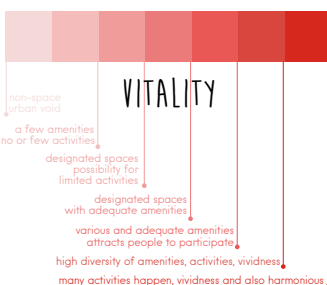 VITALITY
non-space
urban void
a few amenities
no or few activities
designated spaces
possibility for
limited activities
designated spaces
with adequate amenities
various and adequate amenities
attracts people to participate
high diversity of amenities, activities, vividness
many activities happen, vividness and also harmonious